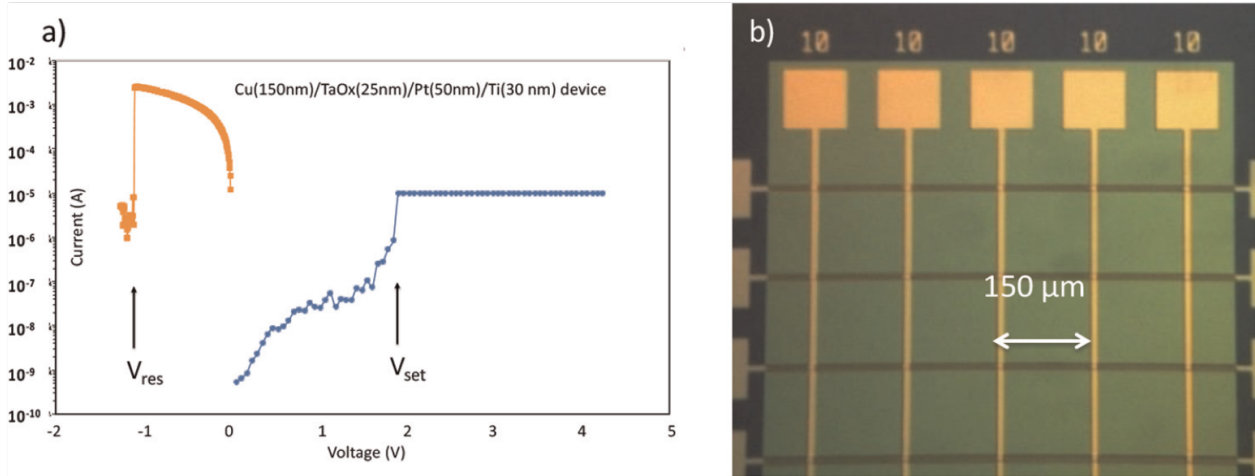 a)
Cu(150nm)/TaOx(25nm)/Pt(50nm)/Ti(30 nm) device
10⁻²
10⁻³
10⁻⁴
10⁻⁵
10⁻⁶
10⁻⁷
10⁻⁸
10⁻⁹
10⁻¹⁰
Current (A)
V_res
V_set
-2 -1 0 1 2 3 4 5
Voltage (V)
b)
10 10 10 10 10
150 µm